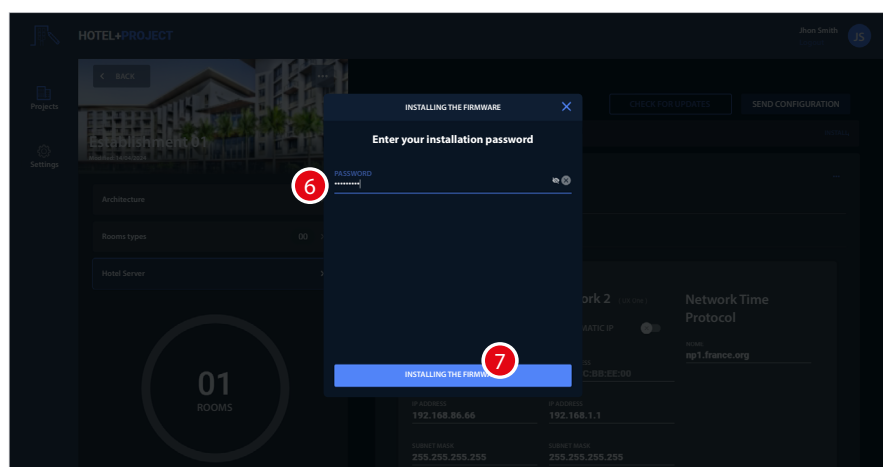 HOTEL+PROJECT
Jhon Smith
JS
BACK
Projects
Settings
Establishment 01
INSTALLING THE FIRMWARE
CHECK FOR UPDATES
SEND CONFIGURATION
Enter your installation password
PASSWORD
•••••••••
6
Architecture
Rooms types
00
Hotel Server
01
ROOMS
7
INSTALLING THE FIRMW
ork 2
MATIC IP
Network Time
Protocol
np1.france.org
C:BB:EE:00
IP ADDRESS
192.168.86.66
IP ADDRESS
192.168.1.1
SUBNET MASK
255.255.255.255
SUBNET MASK
255.255.255.255